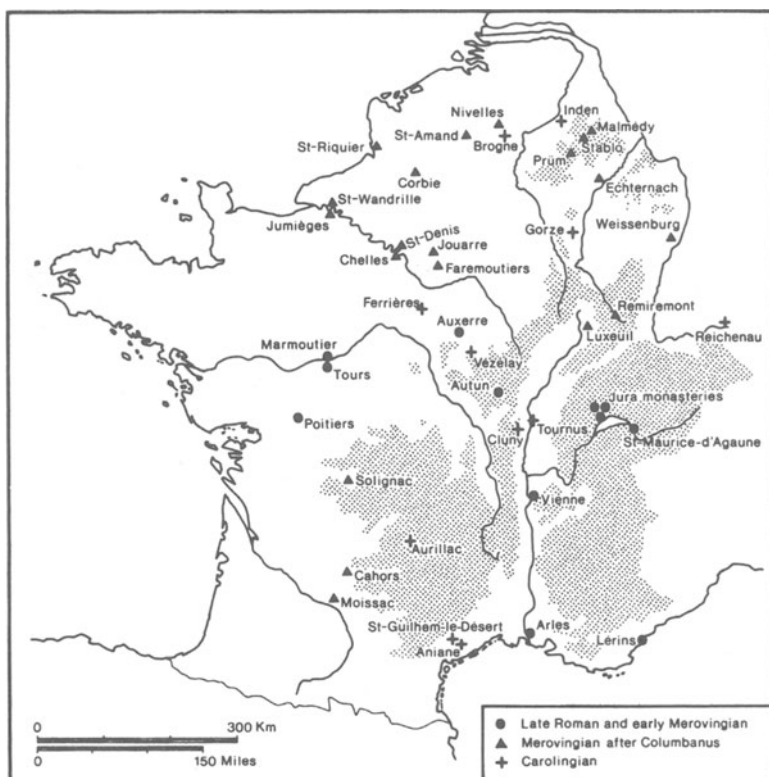 Nivelles
Inden
St-Amand
Malmédy
St-Riquier
Brogne
Stablo
Prüm
Corbie
Echternach
St-Wandrille
Jumièges
St-Denis
Gorze
Weissenburg
Jouarre
Chelles
Faremoutiers
Ferrières
Remiremont
Auxerre
Luxeuil
Reichenau
Marmoutier
Vézelay
Tours
Autun
Jura monasteries
Poitiers
Cluny
Tournus
St-Maurice-d'Agaune
Solignac
Vienne
Aurillac
Cahors
Moissac
St-Guilhem-le-Désert
Arles
Lérins
Aniane
0 300 Km
0 150 Miles
Late Roman and early Merovingian
Merovingian after Columbanus
Carolingian